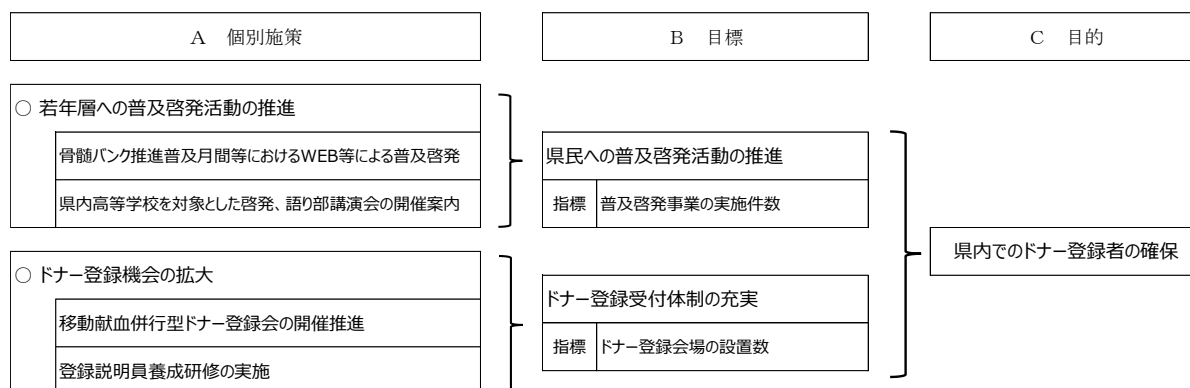 A 個別施策
B 目標
C 目的
○ 若年層への普及啓発活動の推進
骨髄バンク推進普及月間等におけるWEB等による普及啓発
県内高等学校を対象とした啓発、語り部講演会の開催案内
県民への普及啓発活動の推進
指標 普及啓発事業の実施件数
○ ドナー登録機会の拡大
移動献血併行型ドナー登録会の開催推進
登録説明員養成研修の実施
ドナー登録受付体制の充実
指標 ドナー登録会場の設置数
県内でのドナー登録者の確保